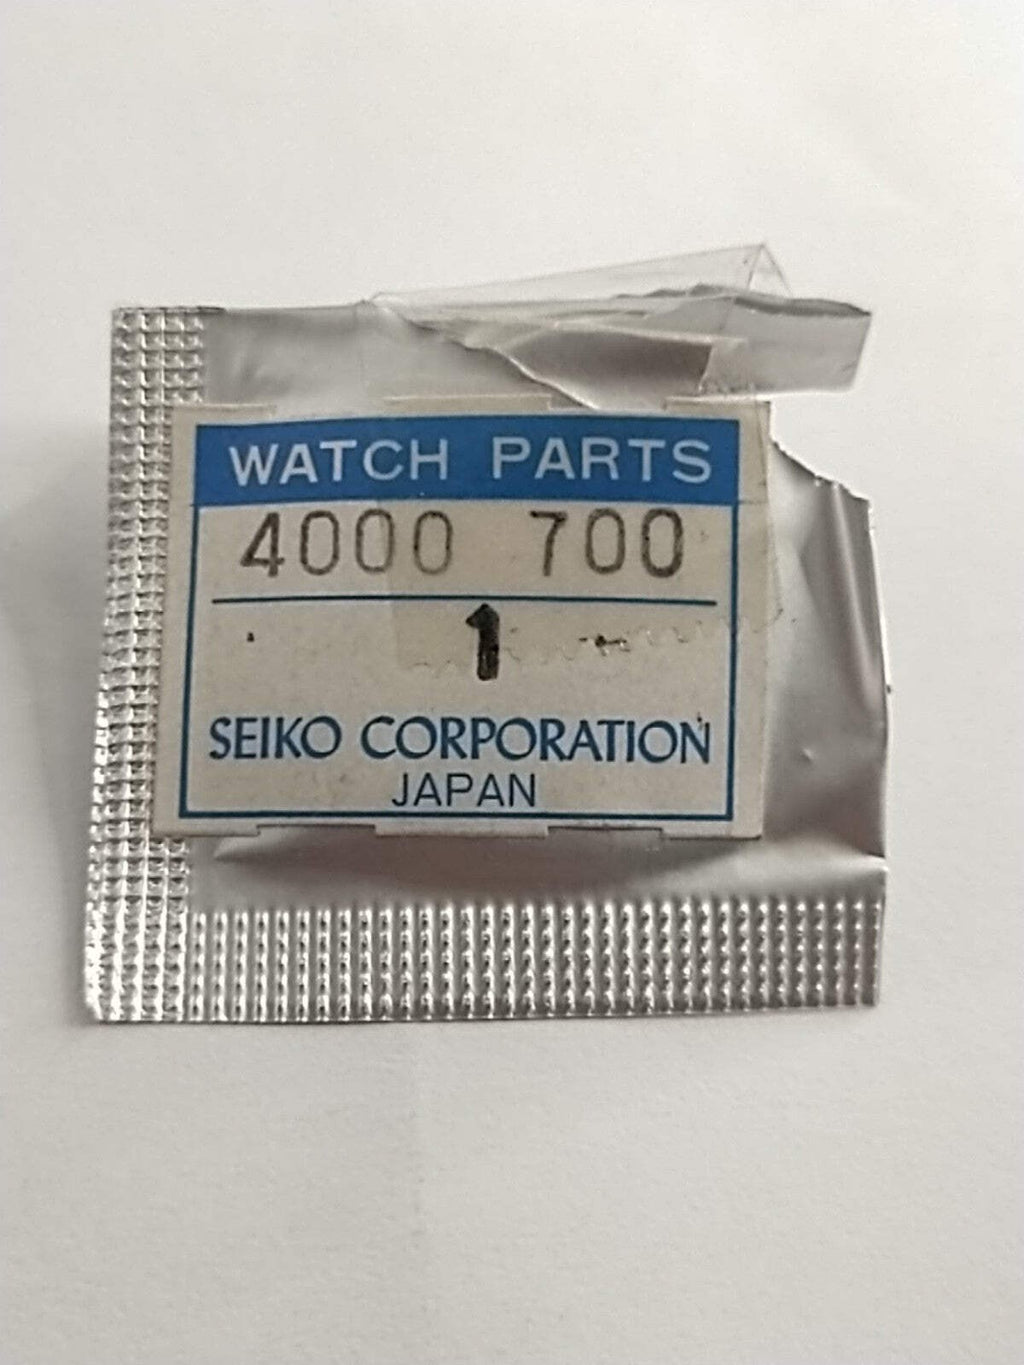 WATCH PARTS
4000 700
1
SEIKO CORPORATION
JAPAN